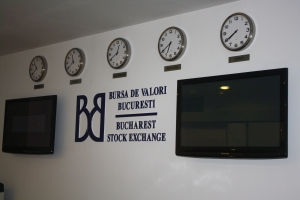 BURSA DE VALORI
BUCURESTI
BUCHAREST
STOCK EXCHANGE